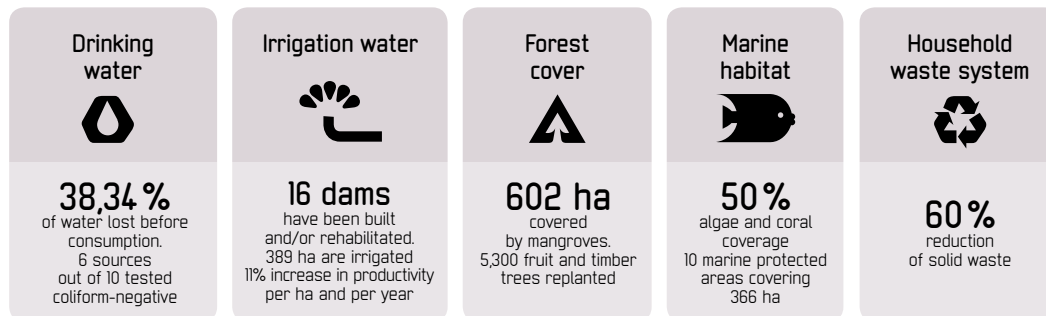 Drinking
water
38,34 %
of water lost before
consumption.
6 sources
out of 10 tested
coliform-negative
Irrigation water
16 dams
have been built
and/or rehabilitated.
389 ha are irrigated
11% increase in productivity
per ha and per year
Forest
cover
602 ha
covered
by mangroves.
5,300 fruit and timber
trees replanted
Marine
habitat
50 %
algae and coral
coverage
10 marine protected
areas covering
366 ha
Household
waste system
60 %
reduction
of solid waste